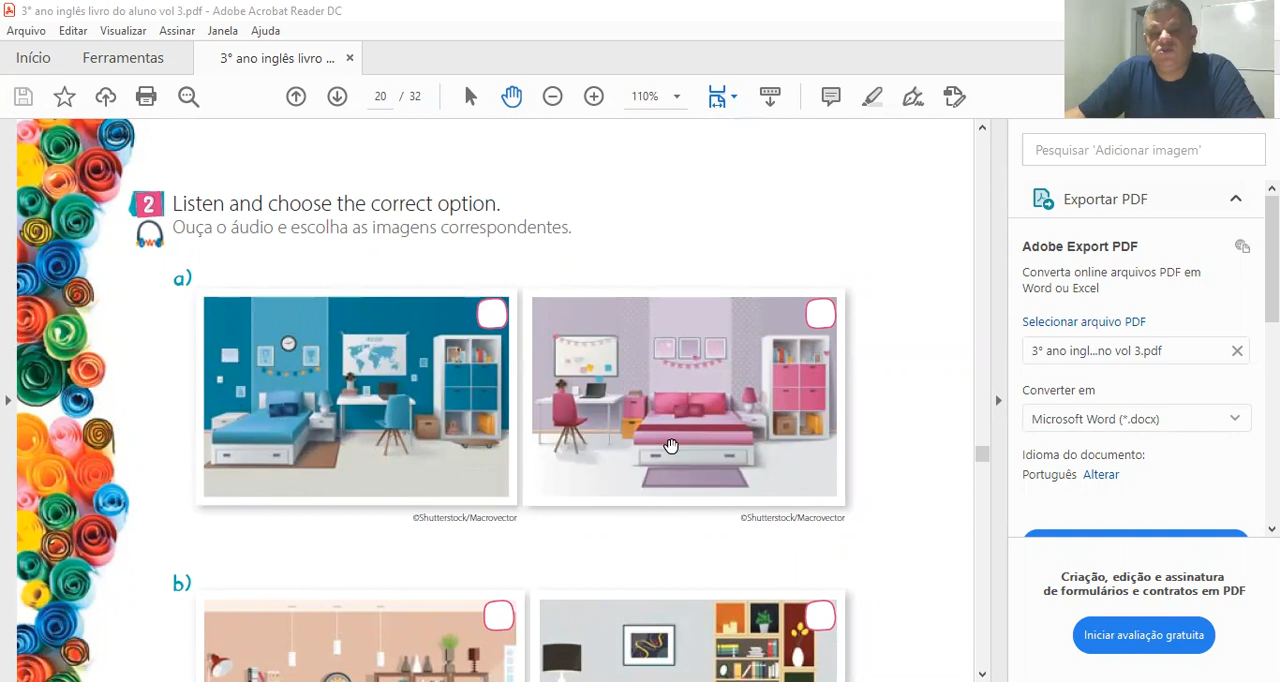 3° ano inglês livro do aluno vol 3.pdf - Adobe Acrobat Reader DC
Arquivo Editar Visualizar Assinar Janela Ajuda
Início Ferramentas 3° ano inglês livro ... ×
20 / 32 110%
Pesquisar 'Adicionar imagem'
2 Listen and choose the correct option.
Ouça o áudio e escolha as imagens correspondentes.
a)
©Shutterstock/Macrovector ©Shutterstock/Macrovector
b)
Exportar PDF
Adobe Export PDF
Converta online arquivos PDF em
Word ou Excel
Selecionar arquivo PDF
3° ano ingl...no vol 3.pdf
Converter em
Microsoft Word (*.docx)
Idioma do documento:
Português Alterar
Criação, edição e assinatura
de formulários e contratos em PDF
Iniciar avaliação gratuita